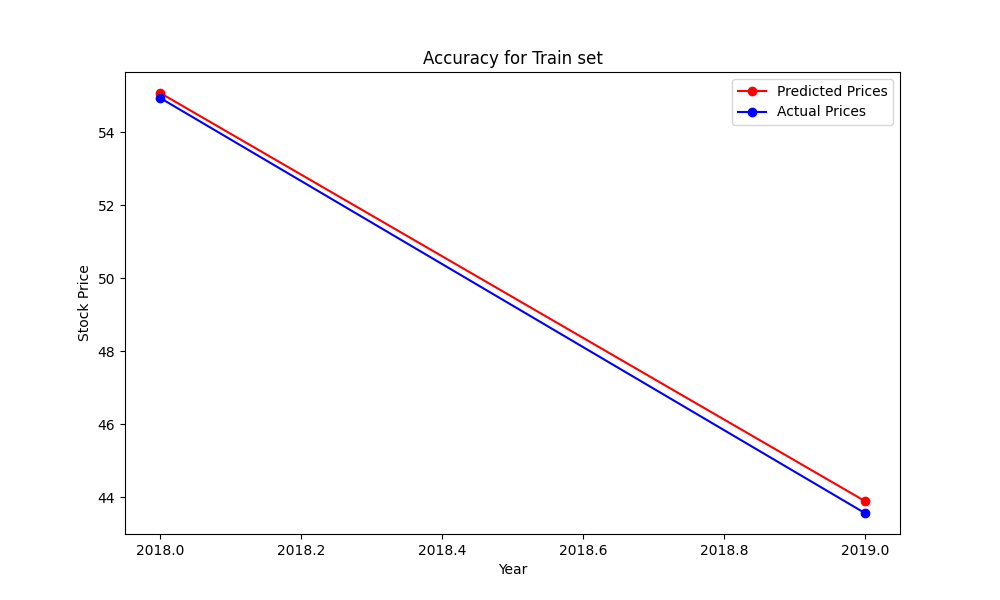 Accuracy for Train set
Predicted Prices
Actual Prices
54
52
50
48
46
44
Stock Price
2018.0 2018.2 2018.4 2018.6 2018.8 2019.0
Year